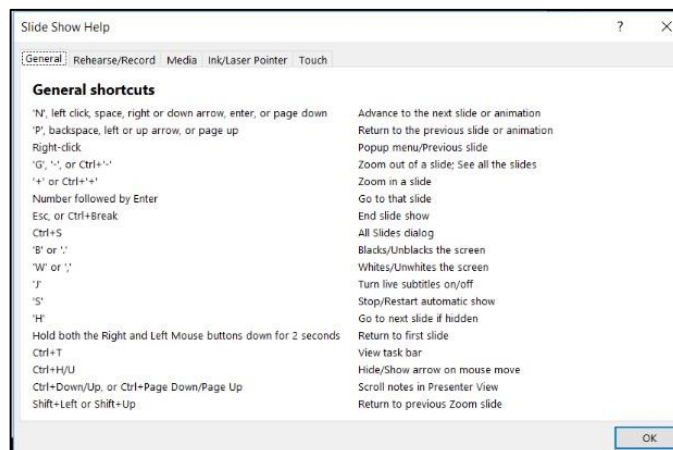 Slide Show Help
General Rehearse/Record Media Ink/Laser Pointer Touch
General shortcuts
'N', left click, space, right or down arrow, enter, or page down Advance to the next slide or animation
'P', backspace, left or up arrow, or page up Return to the previous slide or animation
Right-click Popup menu/Previous slide
'G', '-', or Ctrl+'-' Zoom out of a slide; See all the slides
'+' or Ctrl+'+' Zoom in a slide
Number followed by Enter Go to that slide
Esc, or Ctrl+Break End slide show
Ctrl+S All Slides dialog
'B' or '.' Blacks/Unblacks the screen
'W' or ',' Whites/Unwhites the screen
'J' Turn live subtitles on/off
'S' Stop/Restart automatic show
'H' Go to next slide if hidden
Hold both the Right and Left Mouse buttons down for 2 seconds Return to first slide
Ctrl+T View task bar
Ctrl+H/U Hide/Show arrow on mouse move
Ctrl+Down/Up, or Ctrl+Page Down/Page Up Scroll notes in Presenter View
Shift+Left or Shift+Up Return to previous Zoom slide
OK